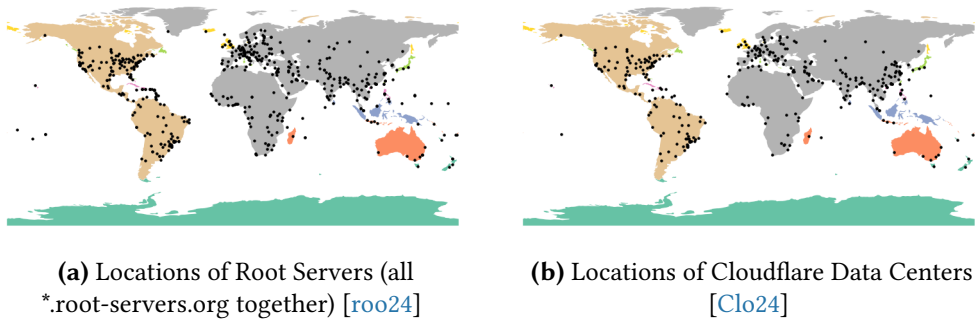 (a) Locations of Root Servers (all
*.root-servers.org together) [roo24]
(b) Locations of Cloudflare Data Centers
[Clo24]